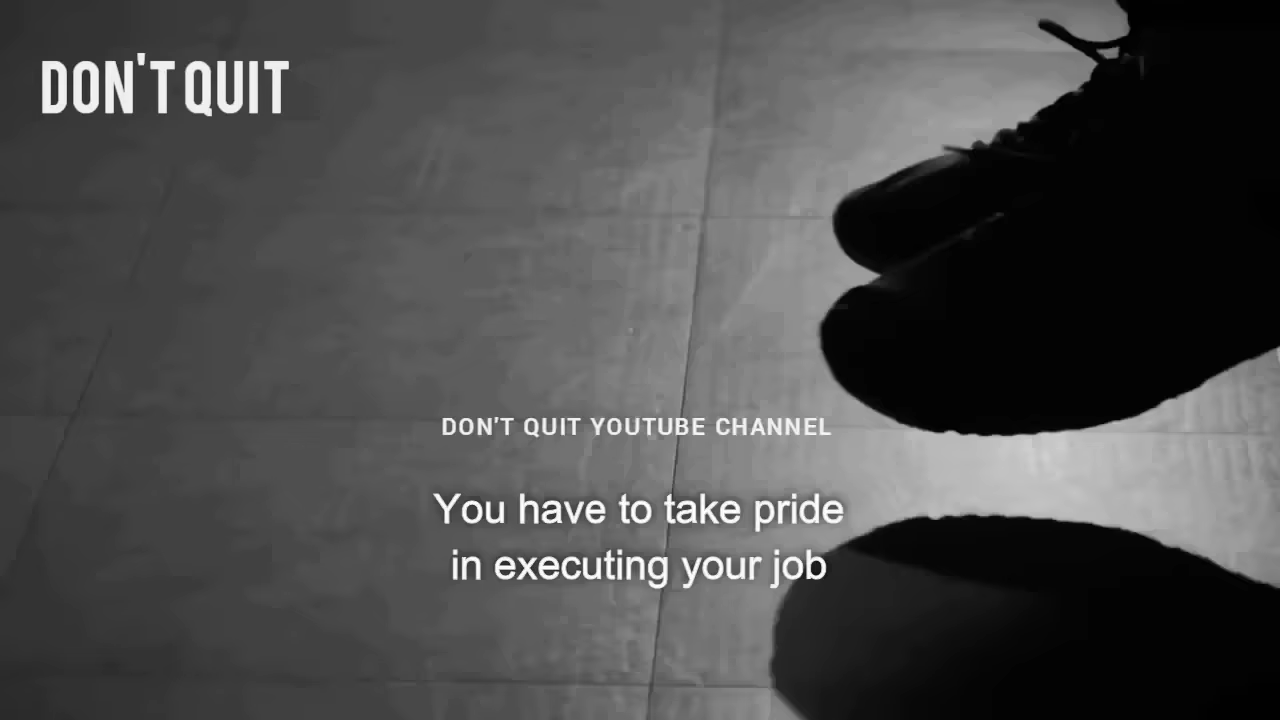 DON'T QUIT
DON'T QUIT YOUTUBE CHANNEL
You have to take pride
in executing your job